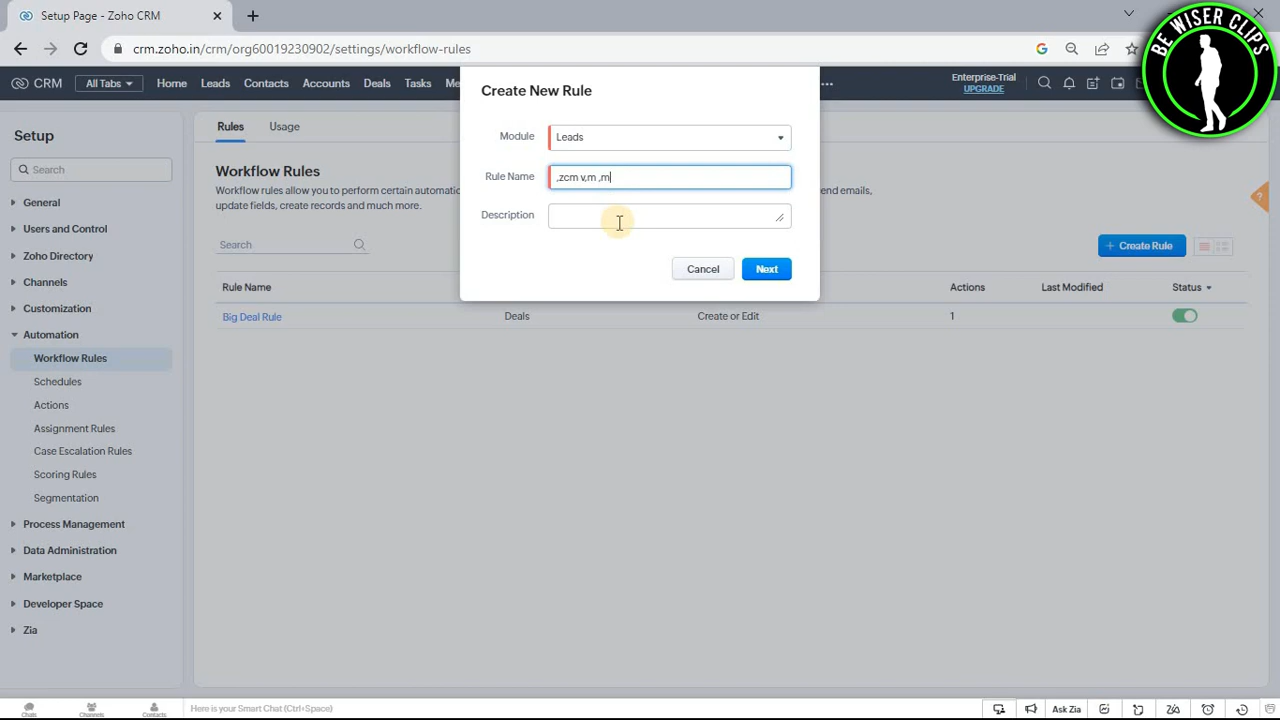 Setup Page - Zoho CRM
crm.zoho.in/crm/org60019230902/settings/workflow-rules
BE WISER CLIPS
CRM
All Tabs
Home
Leads
Contacts
Accounts
Deals
Tasks
Me
Enterprise-Trial
UPGRADE
Setup
Search
General
Users and Control
Zoho Directory
Channels
Customization
Automation
Workflow Rules
Schedules
Actions
Assignment Rules
Case Escalation Rules
Scoring Rules
Segmentation
Process Management
Data Administration
Marketplace
Developer Space
Zia
Rules
Usage
Workflow Rules
Workflow rules allow you to perform certain automatic
end emails,
update fields, create records and much more.
Search
+ Create Rule
Rule Name
Actions
Last Modified
Status
Big Deal Rule
Deals
Create or Edit
1
Create New Rule
Module
Leads
Rule Name
,zcm v,m ,m
Description
Cancel
Next
?
Chats
Channels
Contacts
Here is your Smart Chat (Ctrl+Space)
Ask Zia